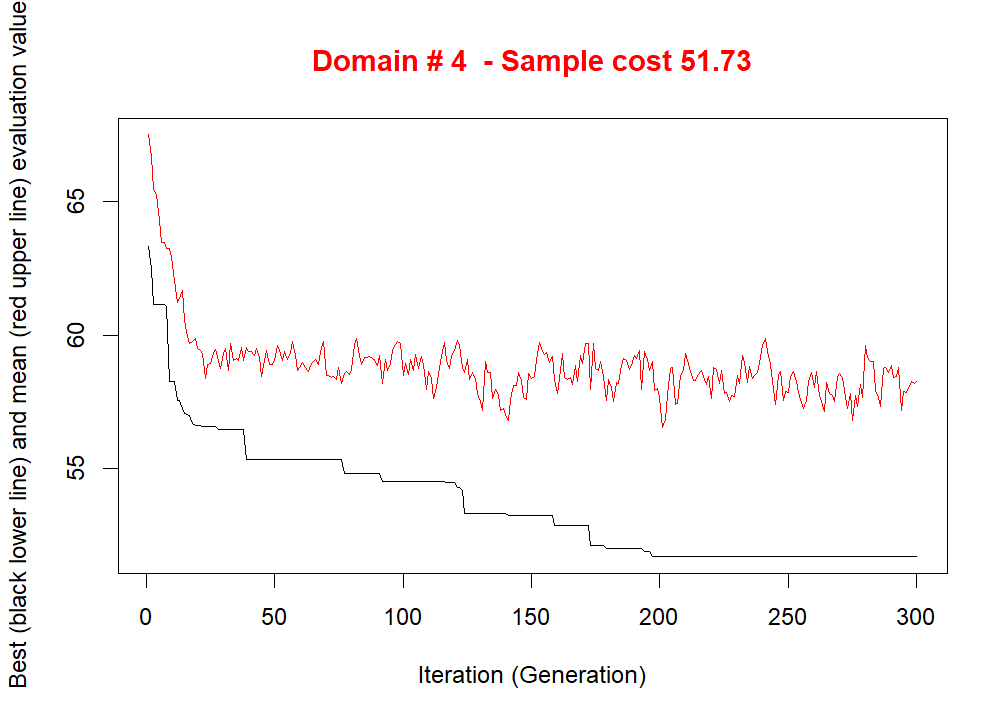 Domain # 4  - Sample cost 51.73
Best (black lower line) and mean (red upper line) evaluation value
65
60
55
0 50 100 150 200 250 300
Iteration (Generation)